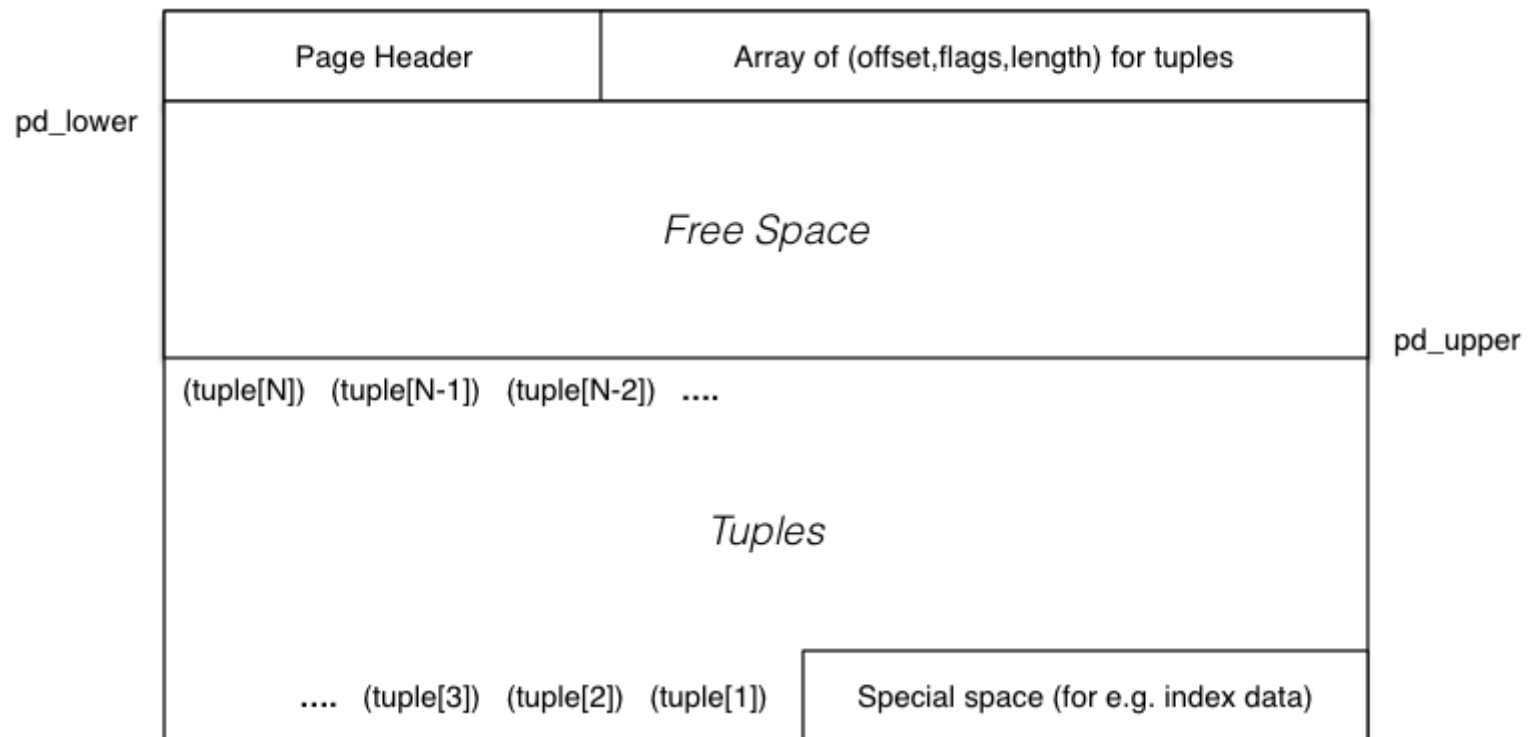 Page Header
Array of (offset,flags,length) for tuples
pd_lower
Free Space
pd_upper
(tuple[N]) (tuple[N-1]) (tuple[N-2]) ....
Tuples
.... (tuple[3]) (tuple[2]) (tuple[1])
Special space (for e.g. index data)